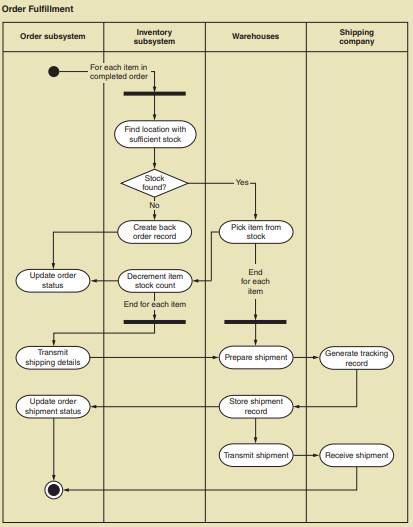 Order Fulfillment
Order subsystem
Inventory
subsystem
Warehouses
Shipping
company
For each item in
completed order
Find location with
sufficient stock
Stock
found?
Yes
No
Create back
order record
Pick item from
stock
Update order
status
Decrement item
stock count
End
for each
item
End for each item
Transmit
shipping details
Prepare shipment
Generate tracking
record
Update order
shipment status
Store shipment
record
Transmit shipment
Receive shipment